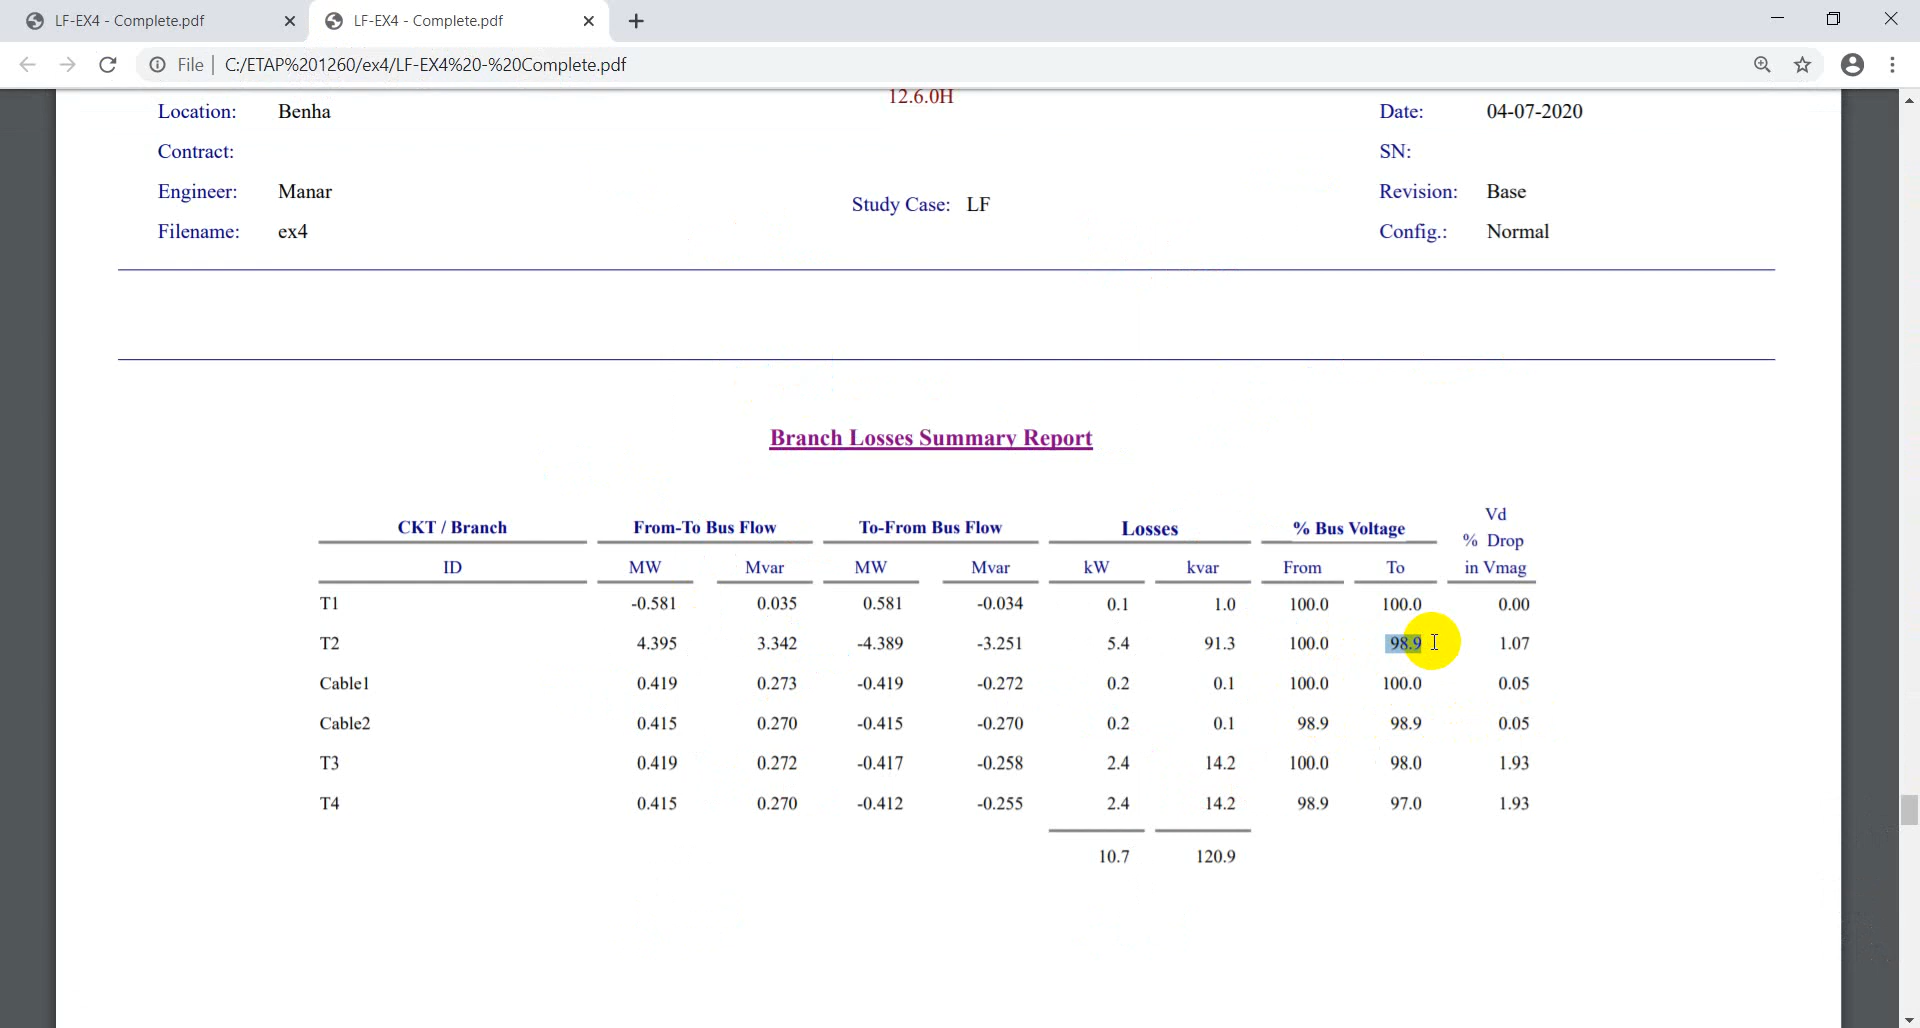 LF-EX4 - Complete.pdf LF-EX4 - Complete.pdf
File C:/ETAP%201260/ex4/LF-EX4%20-%20Complete.pdf
12.6.0H
Location: Benha Date: 04-07-2020
Contract: SN:
Engineer: Manar Revision: Base
Study Case: LF
Filename: ex4 Config.: Normal
Branch Losses Summary Report
Vd
CKT / Branch From-To Bus Flow To-From Bus Flow Losses % Bus Voltage
% Drop
ID MW Mvar MW Mvar kW kvar From To in Vmag
T1 -0.581 0.035 0.581 -0.034 0.1 1.0 100.0 100.0 0.00
T2 4.395 3.342 -4.389 -3.251 5.4 91.3 100.0 98.9 1.07
Cable1 0.419 0.273 -0.419 -0.272 0.2 0.1 100.0 100.0 0.05
Cable2 0.415 0.270 -0.415 -0.270 0.2 0.1 98.9 98.9 0.05
T3 0.419 0.272 -0.417 -0.258 2.4 14.2 100.0 98.0 1.93
T4 0.415 0.270 -0.412 -0.255 2.4 14.2 98.9 97.0 1.93
10.7 120.9